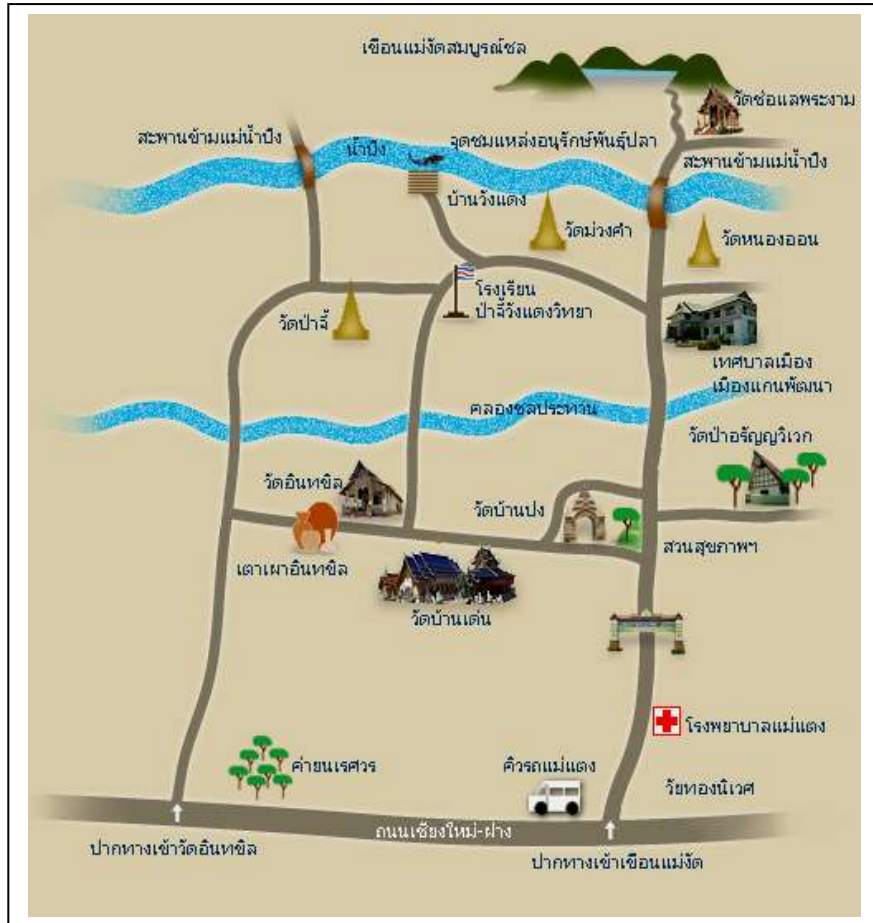 เขื่อนแม่งัดสมบูรณ์ชล
วัดช่อแลพระงาม
สะพานข้ามแม่น้ำปิง
น้ำปิง
จุดชมแหล่งอนุรักษ์พันธุ์ปลา
สะพานข้ามแม่น้ำปิง
บ้านวังแดง
วัดม่วงคำ
วัดหนองออน
โรงเรียน
ป่าจี้วังแดงวิทยา
วัดป่าจี้
เทศบาลเมือง
เมืองแกนพัฒนา
คลองชลประทาน
วัดป่าอรัญญวิเวก
วัดอินทขิล
วัดบ้านปง
สวนสุขภาพฯ
เตาเผาอินทขิล
วัดบ้านเด่น
โรงพยาบาลแม่แตง
ค่ายนเรศวร
คิวรถแม่แตง
วัยทองนิเวศ
ถนนเชียงใหม่-ฝาง
ปากทางเข้าวัดอินทขิล
ปากทางเข้าเขื่อนแม่งัด